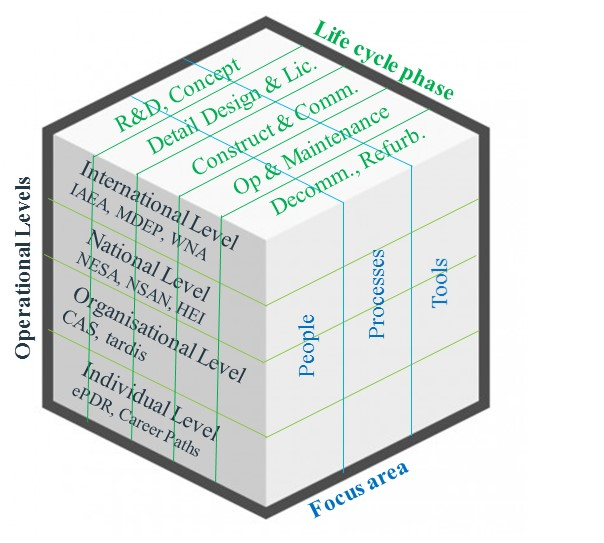 Life cycle phase
R&D, Concept
Detail Design & Lic.
Construct & Comm.
Op & Maintenance
Decomm., Refurb.
Operational Levels
International Level
IAEA, MDEP, WNA
National Level
NESA, NSAN, HEI
Organisational Level
CAS, tardis
Individual Level
ePDR, Career Paths
People
Processes
Tools
Focus area